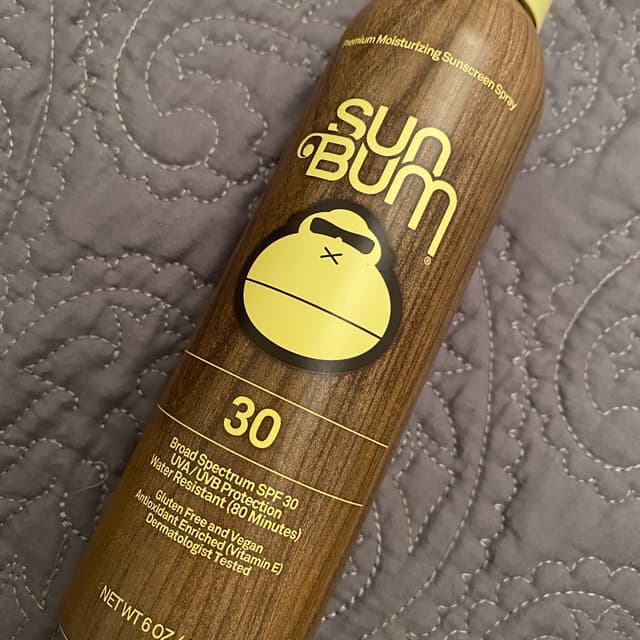 Premium Moisturizing Sunscreen Spray
SUN
BUM®
30
Broad Spectrum SPF 30
UVA/UVB Protection
Water Resistant (80 Minutes)
Gluten Free and Vegan
Antioxidant Enriched (Vitamin E)
Dermatologist Tested
NET WT 6 OZ /